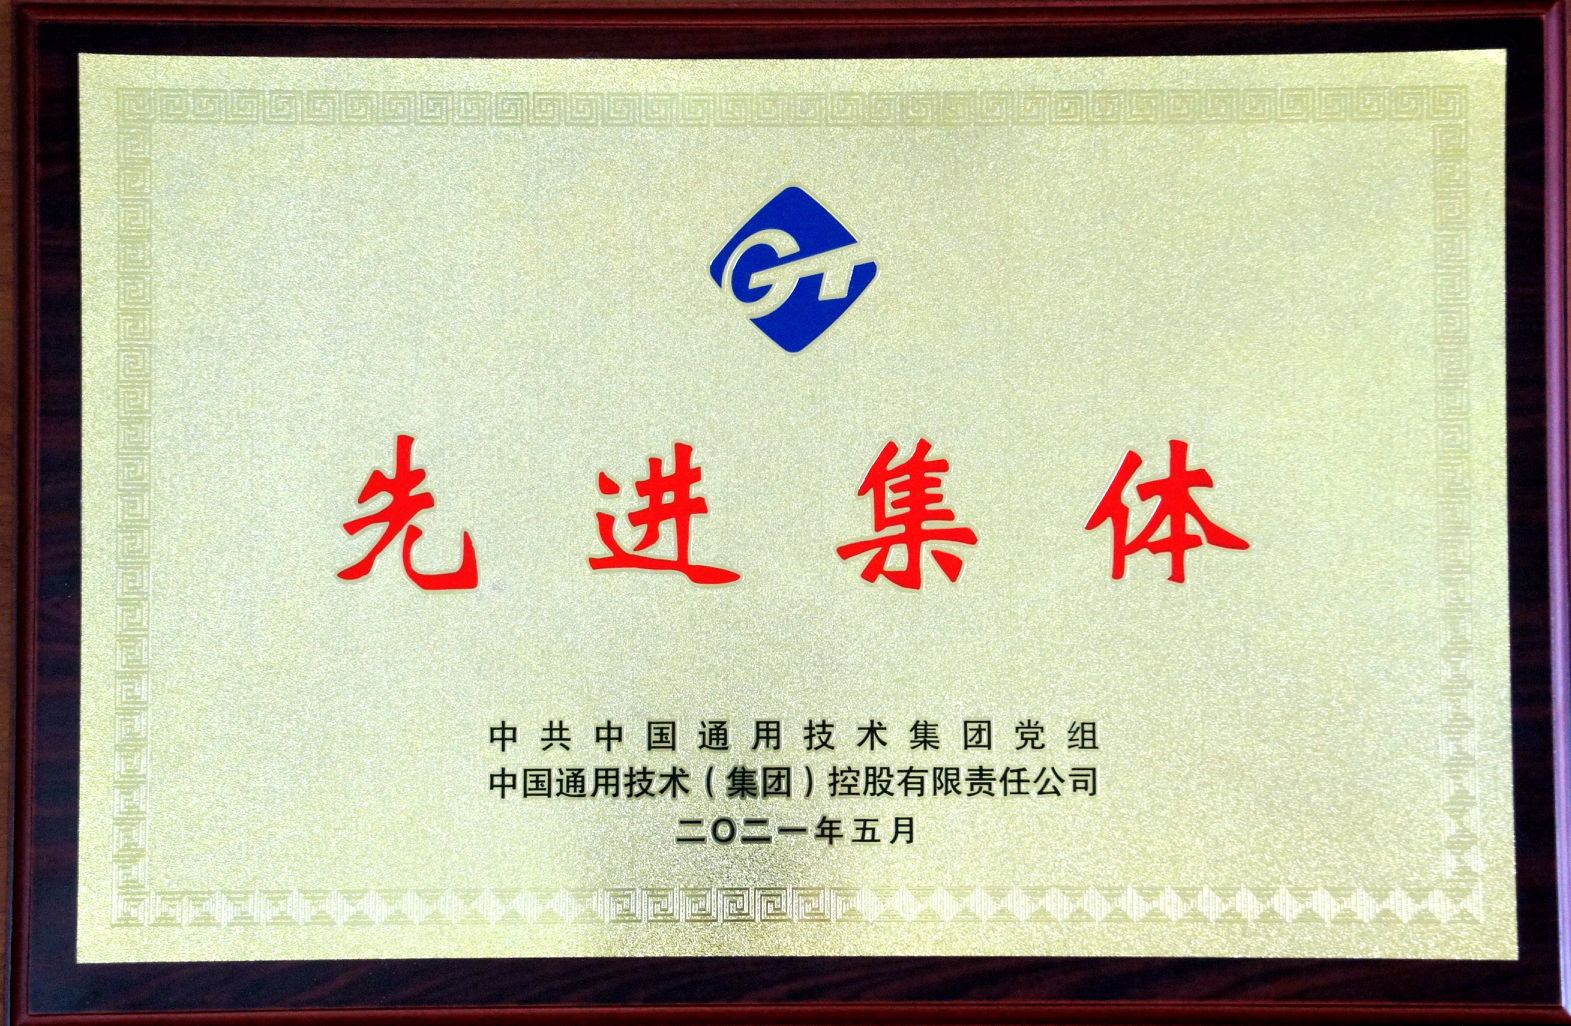 GT
先进集体
中共中国通用技术集团党组
中国通用技术（集团）控股有限责任公司
二〇二一年五月